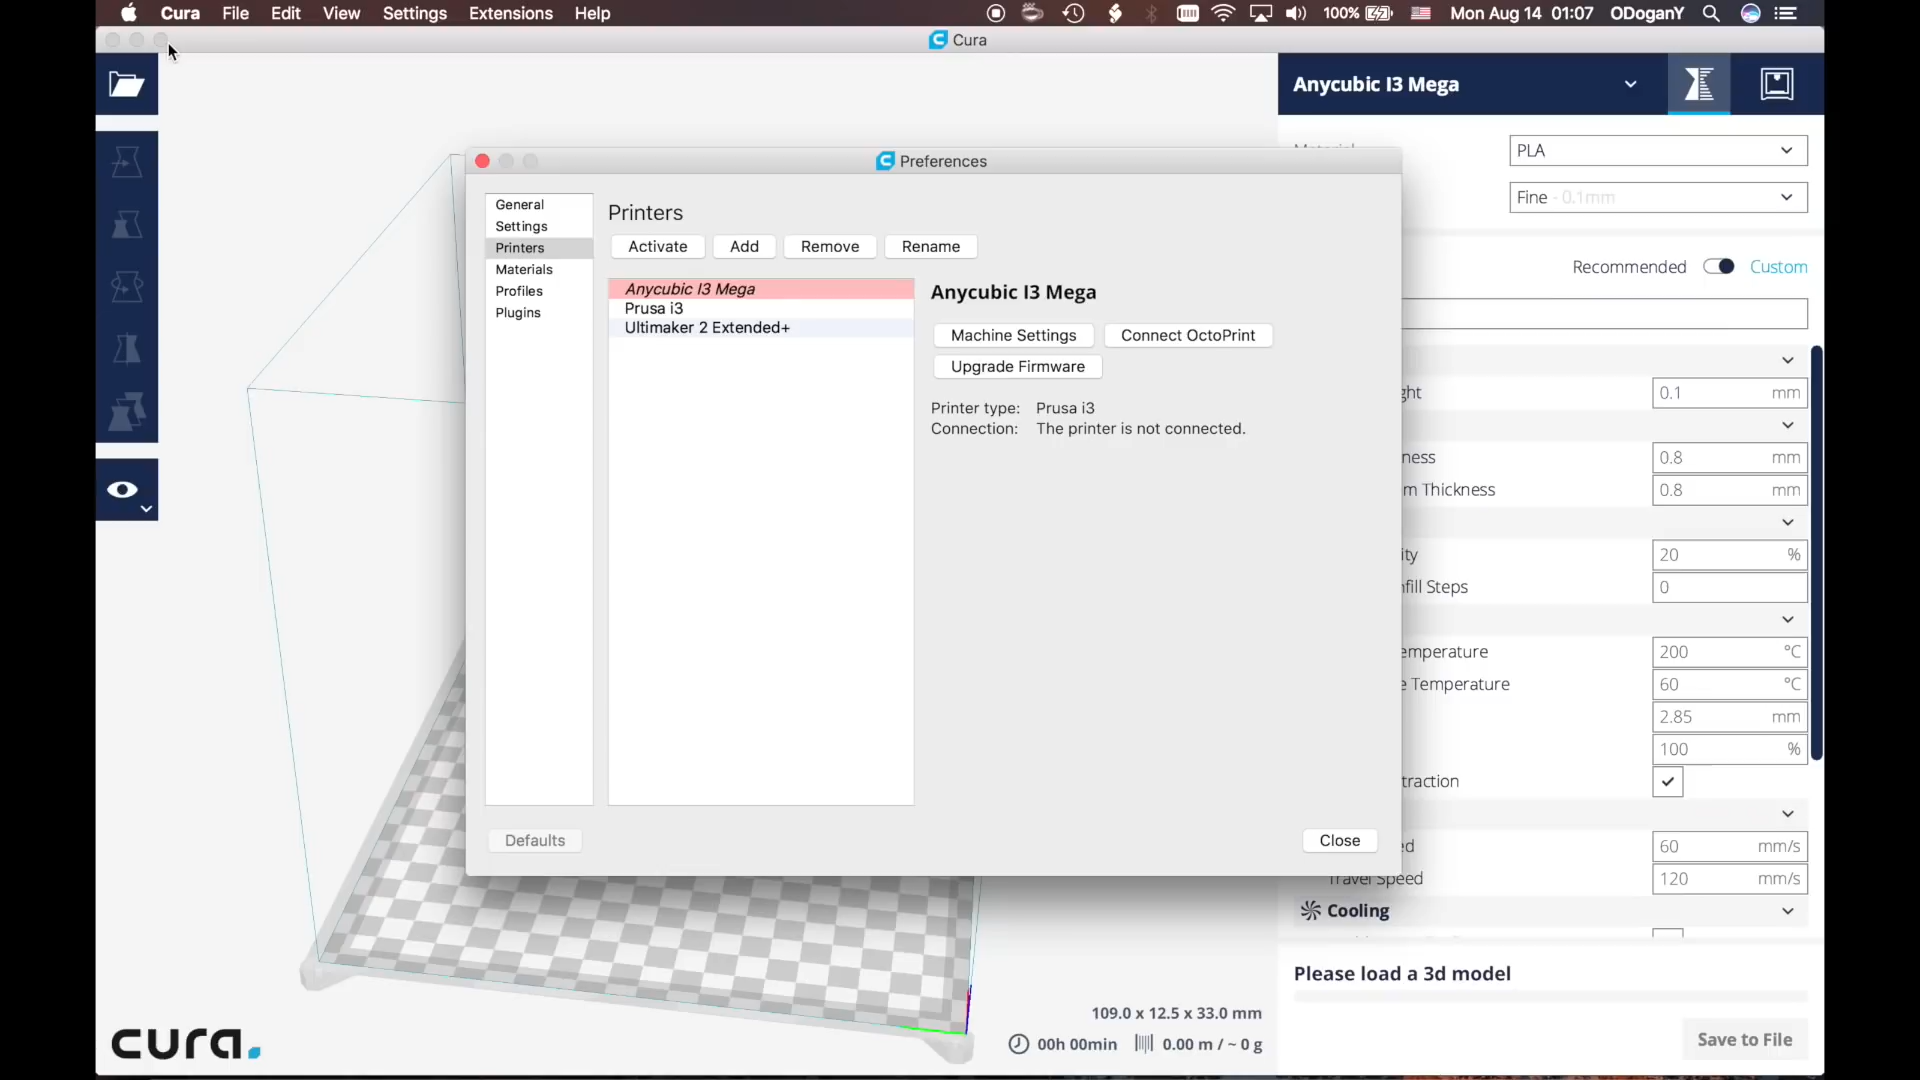 Cura File Edit View Settings Extensions Help 100% Mon Aug 14 01:07 ODoganY
Cura
Anycubic I3 Mega
Preferences
PLA
Fine - 0.1mm
Recommended Custom
General
Settings
Printers
Materials
Profiles
Plugins
Printers
Activate Add Remove Rename
Anycubic I3 Mega
Prusa i3
Ultimaker 2 Extended+
Anycubic I3 Mega
Machine Settings Connect OctoPrint
Upgrade Firmware
Printer type: Prusa i3
Connection: The printer is not connected.
Defaults Close
ght 0.1 mm
ness 0.8 mm
m Thickness 0.8 mm
ity 20 %
nfill Steps 0
emperature 200 °C
e Temperature 60 °C
2.85 mm
100 %
traction
ed 60 mm/s
Travel Speed 120 mm/s
Cooling
Please load a 3d model
109.0 x 12.5 x 33.0 mm
00h 00min 0.00 m / ~ 0 g
Save to File
cura.